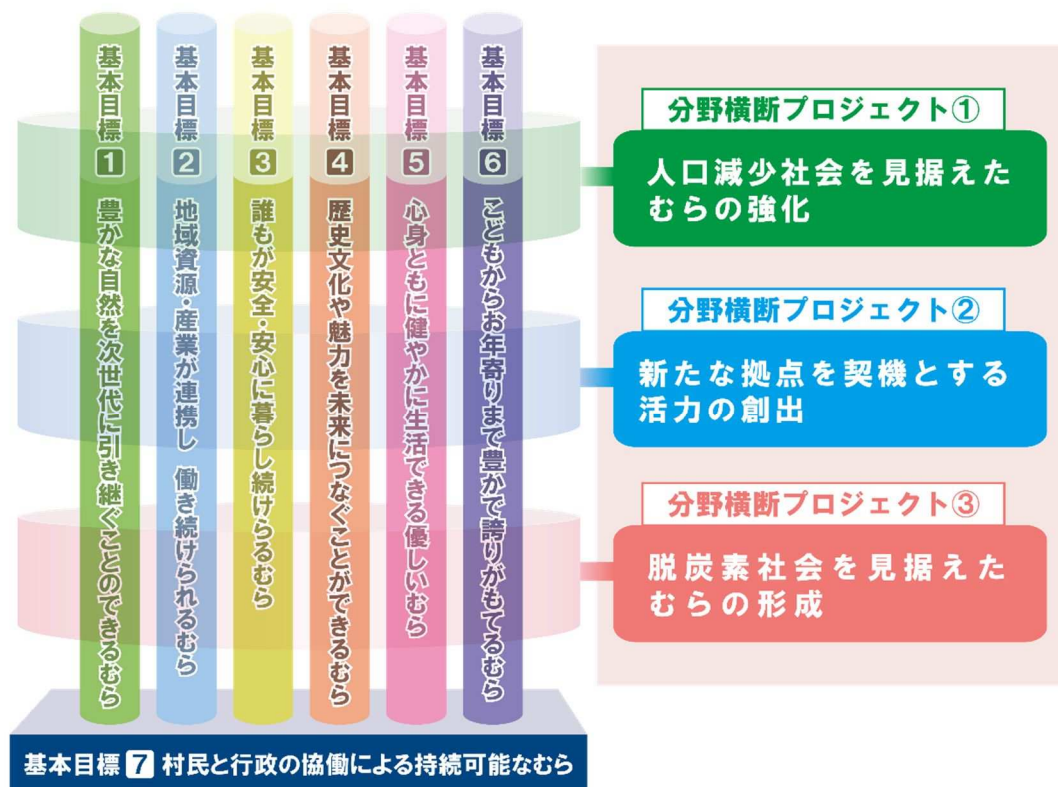 基本目標1 豊かな自然を次世代に引き継ぐことのできるむら
基本目標2 地域資源・産業が連携し 働き続けられるむら
基本目標3 誰もが安全・安心に暮らし続けらるむら
基本目標4 歴史文化や魅力を未来につなぐことができるむら
基本目標5 心身ともに健やかに生活できる優しいむら
基本目標6 こどもからお年寄りまで豊かで誇りがもてるむら
基本目標7 村民と行政の協働による持続可能なむら
分野横断プロジェクト①
人口減少社会を見据えた
むらの強化
分野横断プロジェクト②
新たな拠点を契機とする
活力の創出
分野横断プロジェクト③
脱炭素社会を見据えた
むらの形成